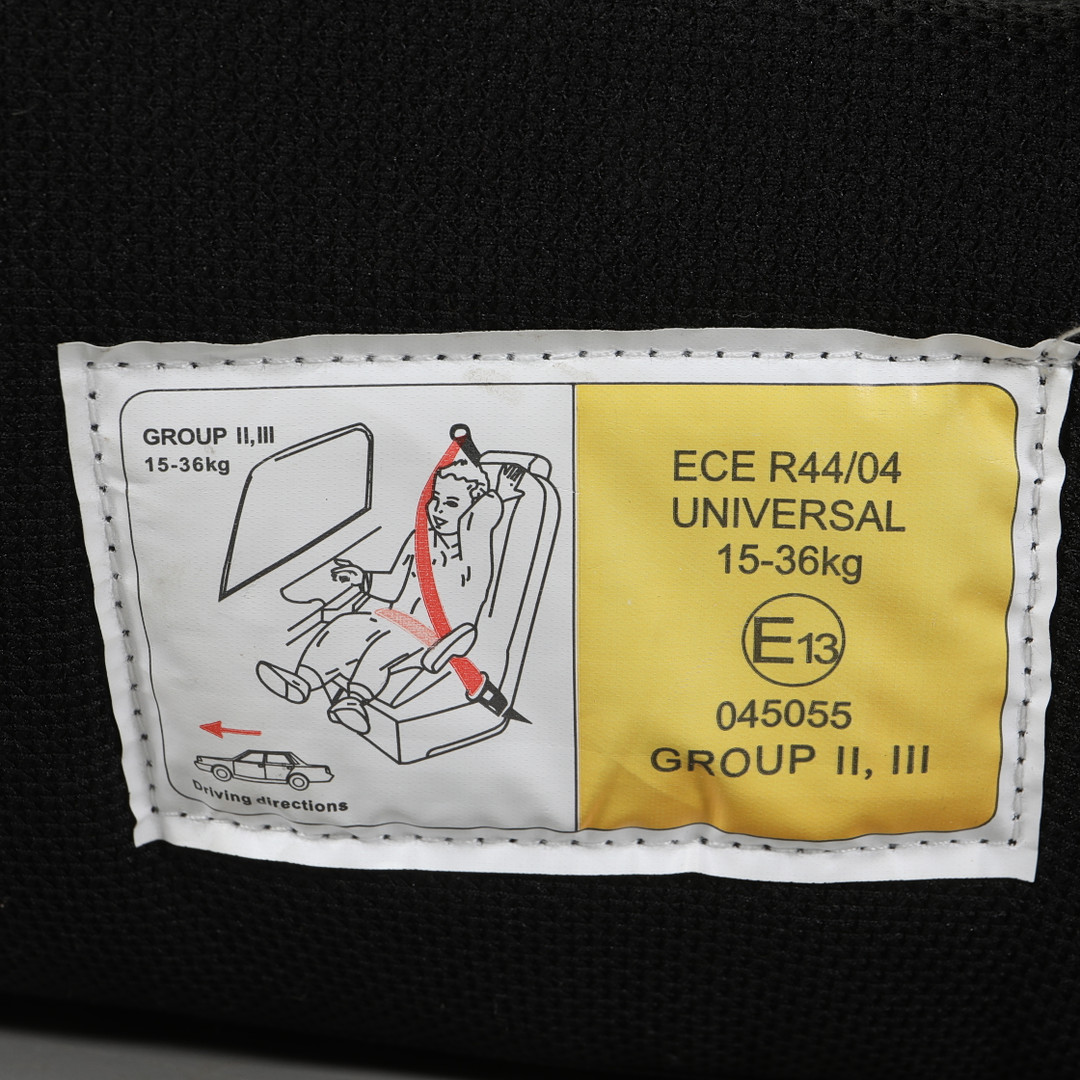 GROUP II,III
15-36kg
Driving directions
ECE R44/04
UNIVERSAL
15-36kg
E13
045055
GROUP II, III